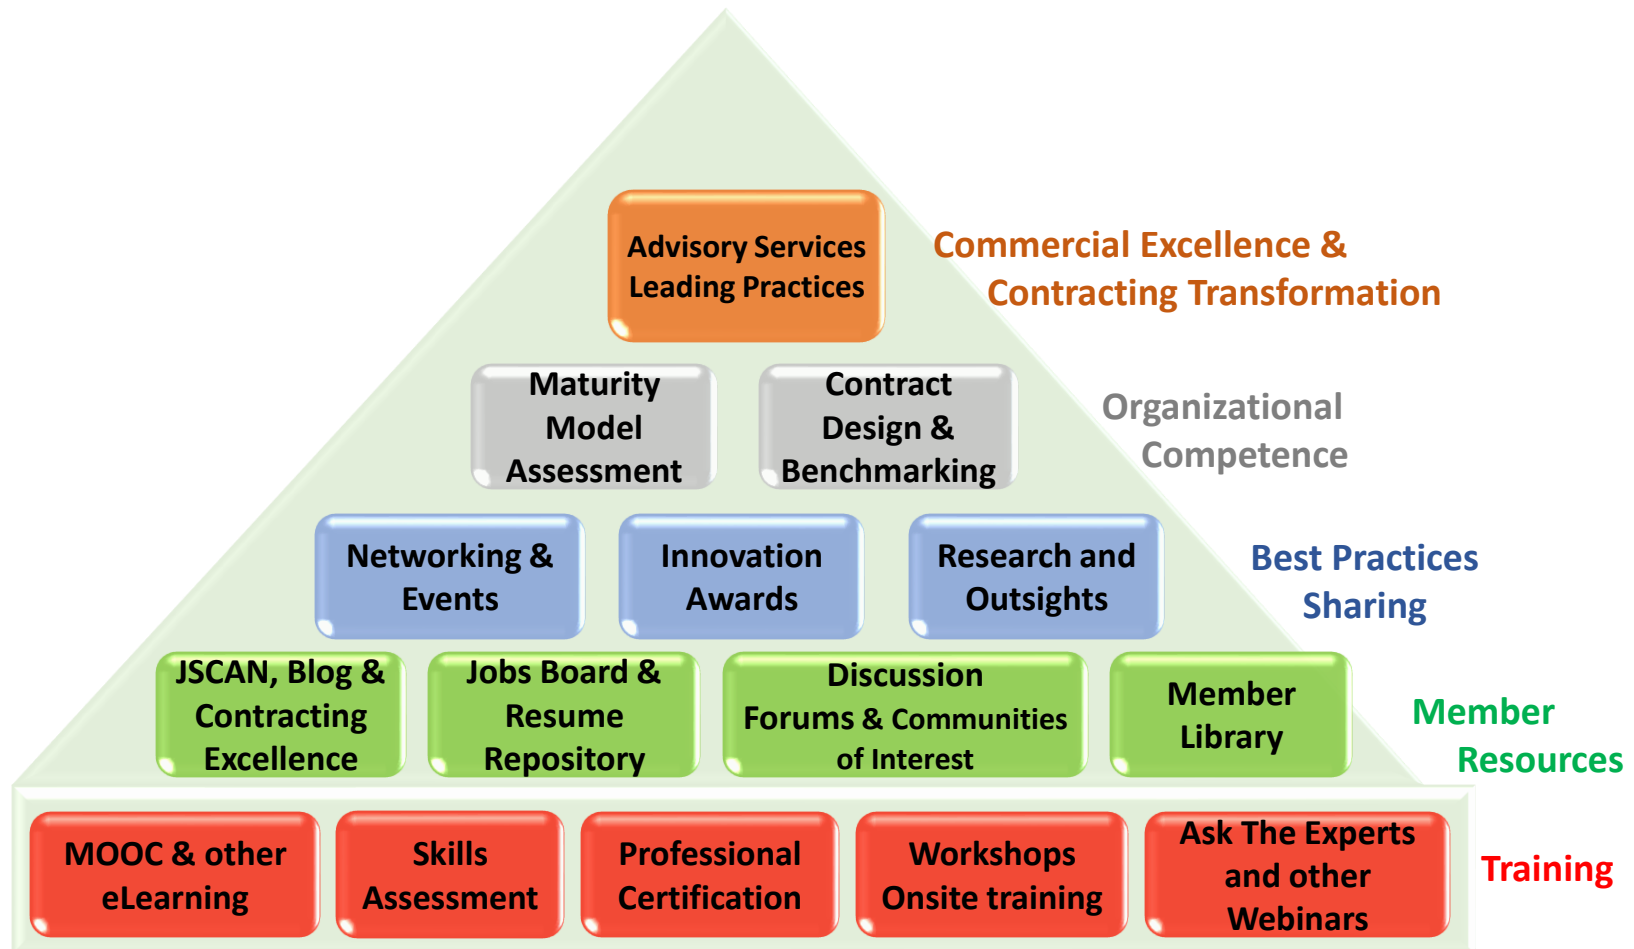 Advisory Services
Leading Practices
Commercial Excellence &
Contracting Transformation
Maturity
Model
Assessment
Contract
Design &
Benchmarking
Organizational
Competence
Networking &
Events
Innovation
Awards
Research and
Outsights
Best Practices
Sharing
JSCAN, Blog &
Contracting
Excellence
Jobs Board &
Resume
Repository
Discussion
Forums & Communities
of Interest
Member
Library
Member
Resources
MOOC & other
eLearning
Skills
Assessment
Professional
Certification
Workshops
Onsite training
Ask The Experts
and other
Webinars
Training